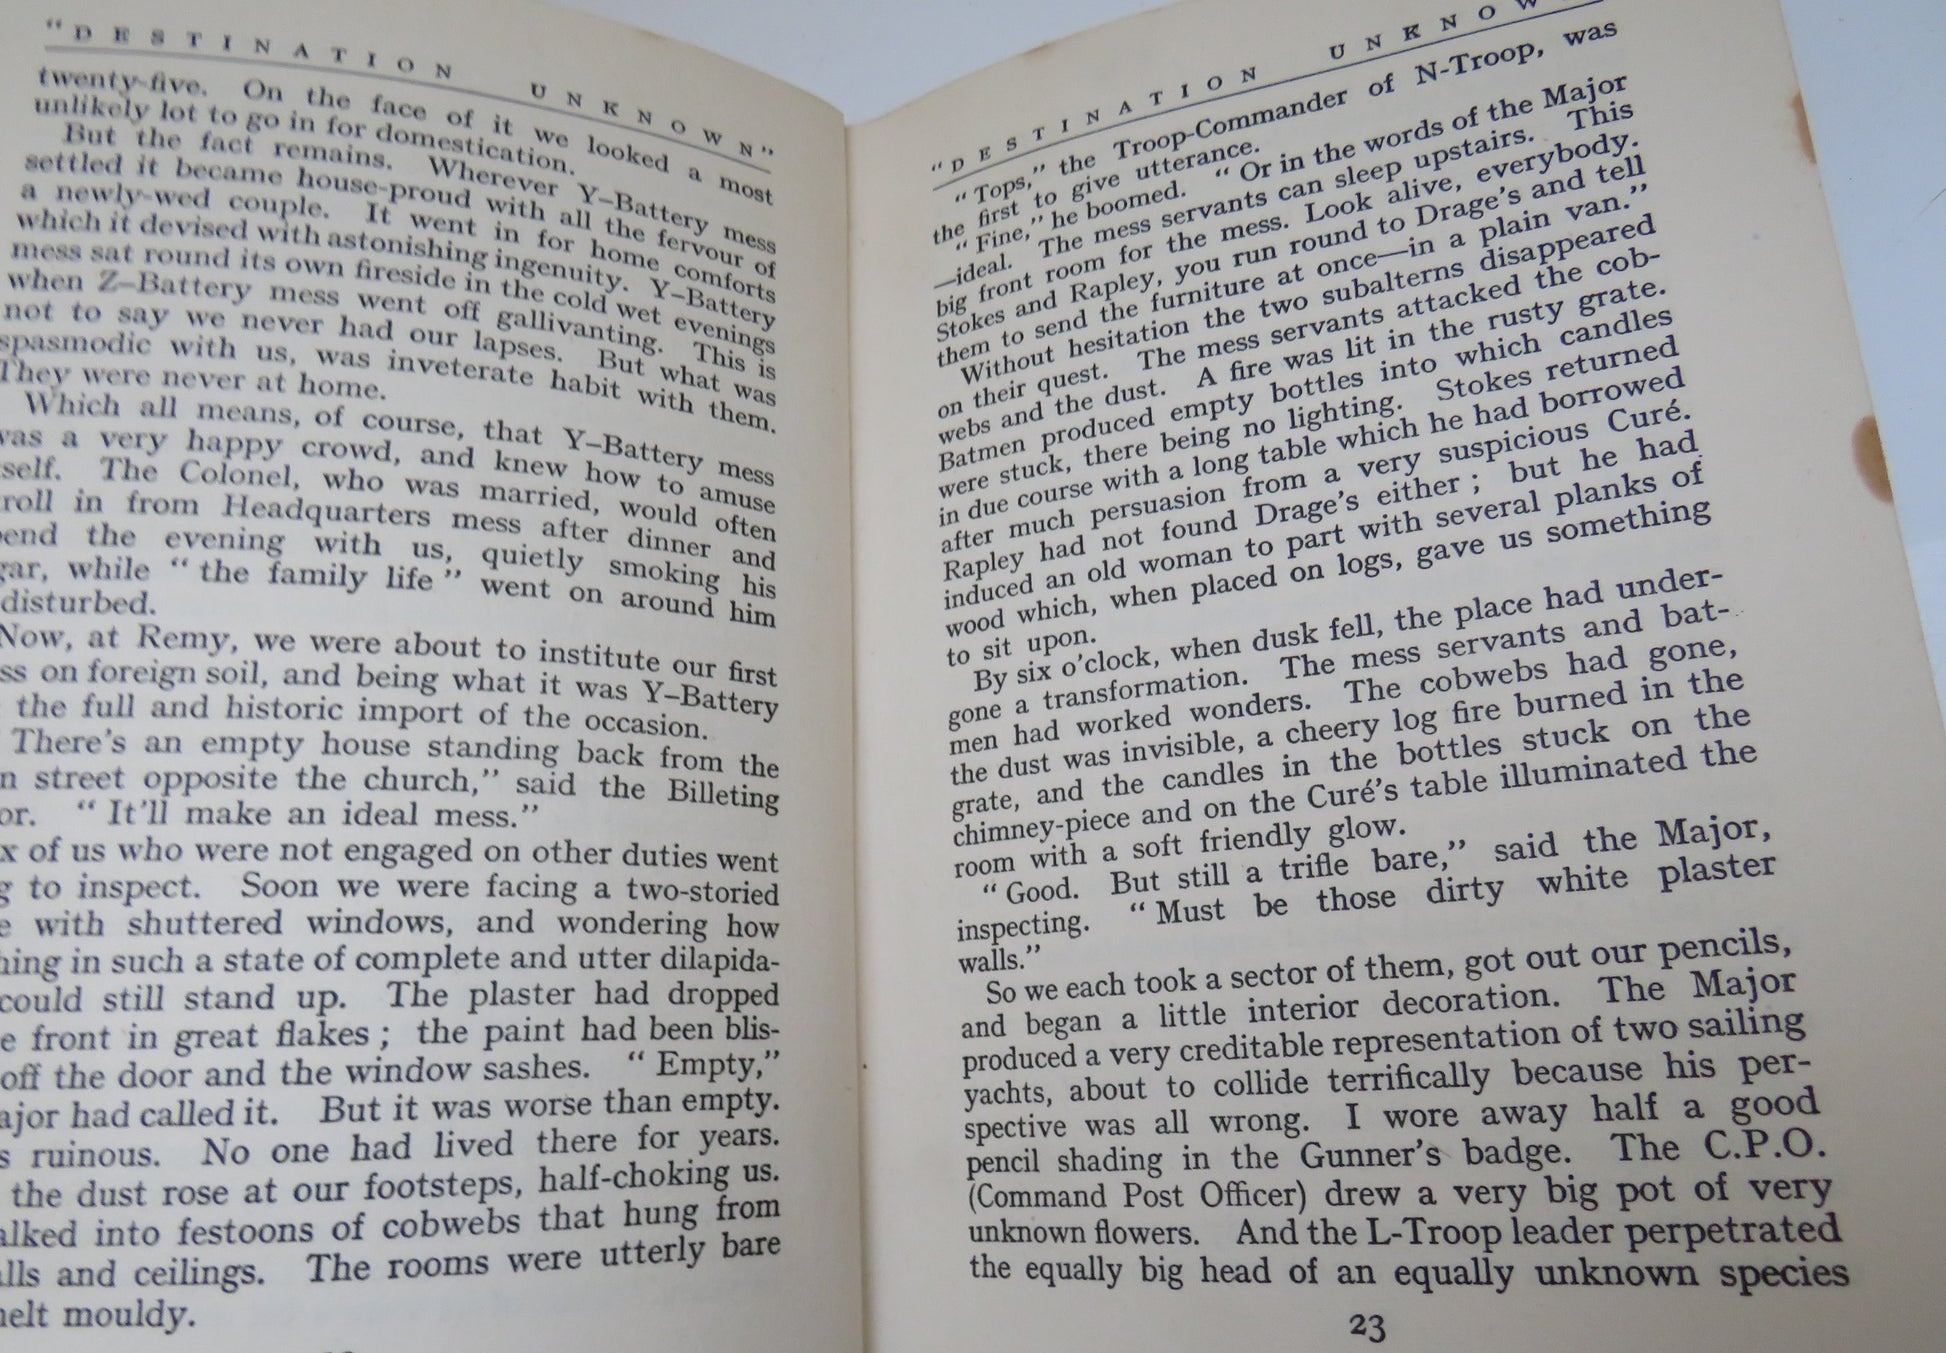 "DESTINATION UNKNOWN"
twenty-five. On the face of it we looked a most
unlikely lot to go in for domestication.
But the fact remains. Wherever Y-Battery mess
settled it became house-proud with all the fervour of
a newly-wed couple. It went in for home comforts
which it devised with astonishing ingenuity. Y-Battery
mess sat round its own fireside in the cold wet evenings
when Z-Battery mess went off gallivanting. This is
not to say we never had our lapses. But what was
spasmodic with us, was inveterate habit with them.
They were never at home.
Which all means, of course, that Y-Battery mess
was a very happy crowd, and knew how to amuse
self. The Colonel, who was married, would often
roll in from Headquarters mess after dinner and
end the evening with us, quietly smoking his
gar, while "the family life" went on around him
disturbed.
Now, at Remy, we were about to institute our first
ss on foreign soil, and being what it was Y-Battery
the full and historic import of the occasion.
There's an empty house standing back from the
n street opposite the church," said the Billeting
or. "It'll make an ideal mess."
x of us who were not engaged on other duties went
g to inspect. Soon we were facing a two-storied
e with shuttered windows, and wondering how
hing in such a state of complete and utter dilapida-
could still stand up. The plaster had dropped
e front in great flakes; the paint had been blis-
off the door and the window sashes. "Empty,"
ajor had called it. But it was worse than empty.
s ruinous. No one had lived there for years.
the dust rose at our footsteps, half-choking us.
alked into festoons of cobwebs that hung from
lls and ceilings. The rooms were utterly bare
melt mouldy.
"DESTINATION UNKNOW
"Tops," the Troop-Commander of N-Troop, was
the first to give utterance.
"Fine," he boomed. "Or in the words of the Major
—ideal. The mess servants can sleep upstairs. This
big front room for the mess. Look alive, everybody.
Stokes and Rapley, you run round to Drage's and tell
them to send the furniture at once—in a plain van."
Without hesitation the two subalterns disappeared
on their quest. The mess servants attacked the cob-
webs and the dust. A fire was lit in the rusty grate.
Batmen produced empty bottles into which candles
were stuck, there being no lighting. Stokes returned
in due course with a long table which he had borrowed
after much persuasion from a very suspicious Curé.
Rapley had not found Drage's either; but he had
induced an old woman to part with several planks of
wood which, when placed on logs, gave us something
to sit upon.
By six o'clock, when dusk fell, the place had under-
gone a transformation. The mess servants and bat-
men had worked wonders. The cobwebs had gone,
the dust was invisible, a cheery log fire burned in the
grate, and the candles in the bottles stuck on the
chimney-piece and on the Curé's table illuminated the
room with a soft friendly glow.
"Good. But still a trifle bare," said the Major,
inspecting. "Must be those dirty white plaster
walls."
So we each took a sector of them, got out our pencils,
and began a little interior decoration. The Major
produced a very creditable representation of two sailing
yachts, about to collide terrifically because his per-
spective was all wrong. I wore away half a good
pencil shading in the Gunner's badge. The C.P.O.
(Command Post Officer) drew a very big pot of very
unknown flowers. And the L-Troop leader perpetrated
the equally big head of an equally unknown species
23